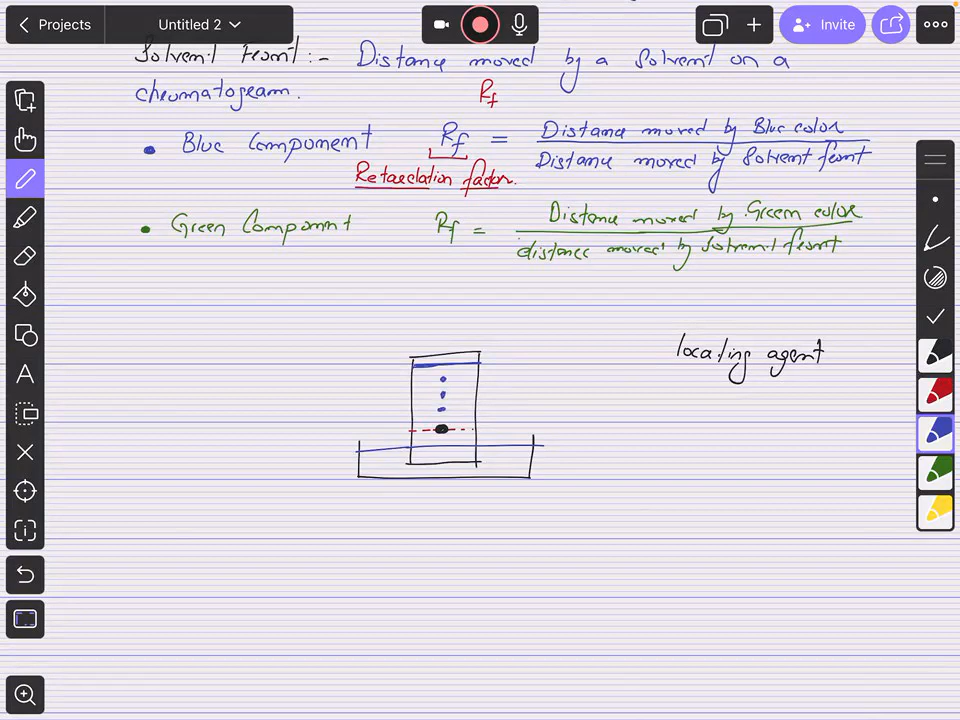 Projects
Untitled 2
Invite
Solvent Front :- Distance moved by a Solvent on a
chromatogram.
Rf
• Blue Component Rf = Distance moved by Blue color
Distance moved by Solvent front
Retardation factor.
• Green Component Rf = Distance moved by Green color
distance moved by Solvent front
locating agent
A